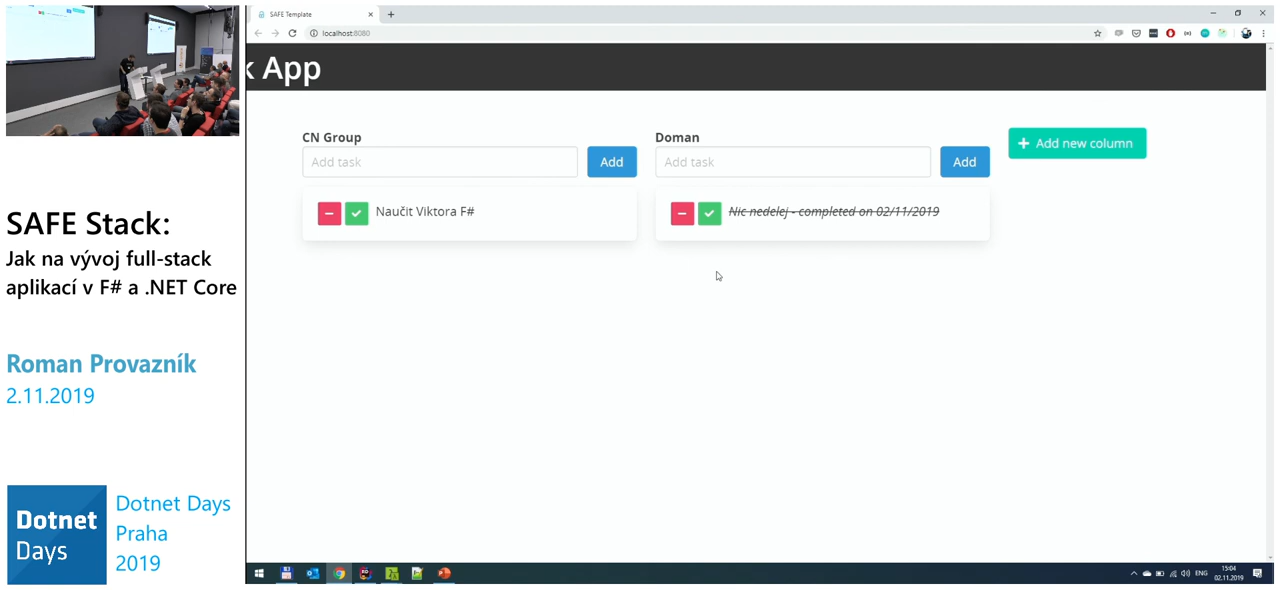 SAFE Template
localhost:8080
k App
CN Group
Add task
Add
Naučit Viktora F#
Doman
Add task
Add
Nic nedelej - completed on 02/11/2019
Add new column
SAFE Stack:
Jak na vývoj full-stack
aplikací v F# a .NET Core
Roman Provazník
2.11.2019
Dotnet
Days
Dotnet Days
Praha
2019
ENG
15:04
02.11.2019